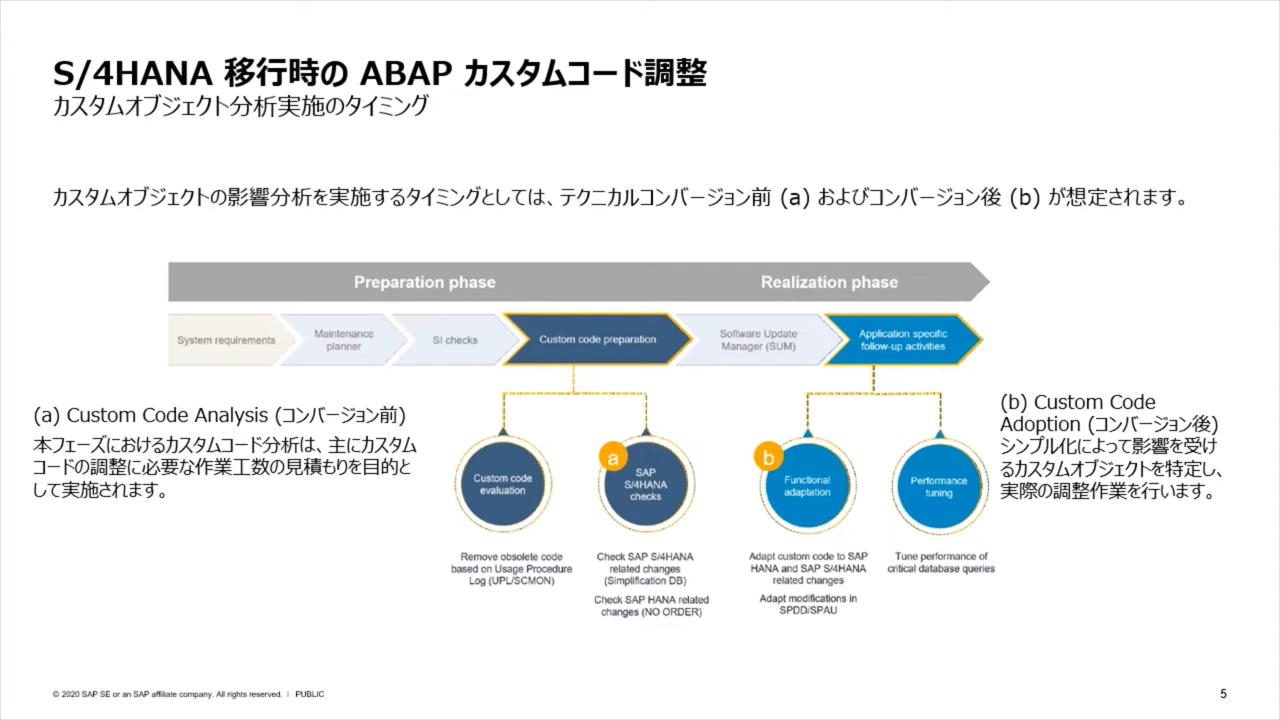 S/4HANA 移行時の ABAP カスタムコード調整
カスタムオブジェクト分析実施のタイミング
カスタムオブジェクトの影響分析を実施するタイミングとしては、テクニカルコンバージョン前 (a) およびコンバージョン後 (b) が想定されます。
Preparation phase
Realization phase
System requirements
Maintenance
planner
SI checks
Custom code preparation
Software Update
Manager (SUM)
Application specific
follow-up activities
(a) Custom Code Analysis (コンバージョン前)
本フェーズにおけるカスタムコード分析は、主にカスタム
コードの調整に必要な作業工数の見積もりを目的と
して実施されます。
Custom code
evaluation
a
SAP
S/4HANA
checks
b
Functional
adaptation
Performance
tuning
(b) Custom Code
Adoption (コンバージョン後)
シンプル化によって影響を受け
るカスタムオブジェクトを特定し、
実際の調整作業を行います。
Remove obsolete code
based on Usage Procedure
Log (UPL/SCMON)
Check SAP S/4HANA
related changes
(Simplification DB)
Check SAP HANA related
changes (NO ORDER)
Adapt custom code to SAP
HANA and SAP S/4HANA
related changes
Adapt modifications in
SPDD/SPAU
Tune performance of
critical database queries
© 2020 SAP SE or an SAP affiliate company. All rights reserved. | PUBLIC
5